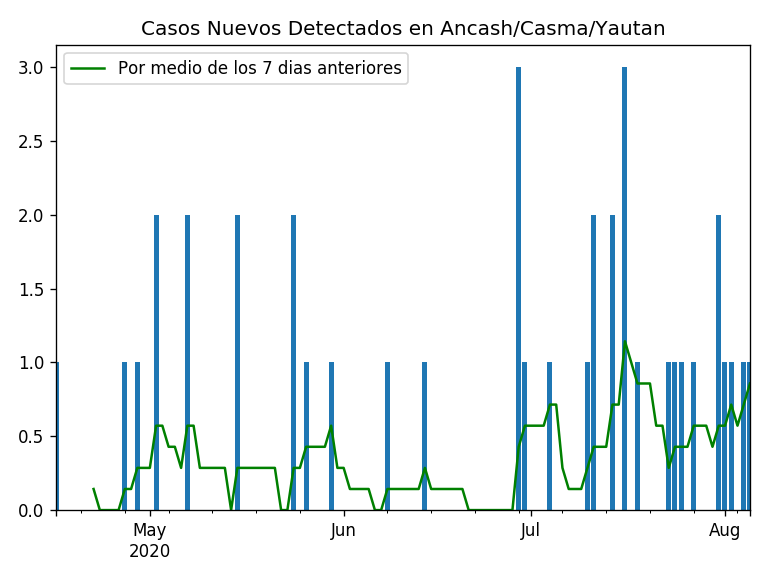 Casos Nuevos Detectados en Ancash/Casma/Yautan
Por medio de los 7 dias anteriores
3.0
2.5
2.0
1.5
1.0
0.5
0.0
May Jun Jul Aug
2020